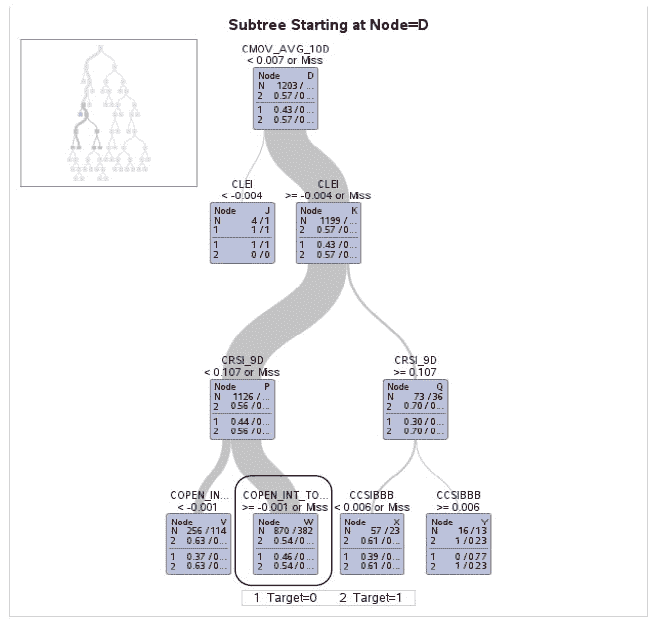 Subtree Starting at Node=D
CMOV_AVG_10D
< 0.007 or Miss
Node D
N 1203 / ...
2 0.57 / 0...
1 0.43 / 0...
2 0.57 / 0...
CLEI CLEI
< -0.004 >= -0.004 or Miss
Node J Node K
N 4 / 1 N 1199 / ...
1 1 / 1 2 0.57 / 0...
1 1 / 1 1 0.43 / 0...
2 0 / 0 2 0.57 / 0...
CRSI_9D CRSI_9D
< 0.107 or Miss >= 0.107
Node P Node Q
N 1126 / ... N 73 / 36
2 0.56 / 0... 2 0.70 / 0...
1 0.44 / 0... 1 0.30 / 0...
2 0.56 / 0... 2 0.70 / 0...
COPEN_IN... COPEN_INT_TO... CCSIBBB CCSIBBB
< -0.001 >= -0.001 or Miss < 0.006 or Miss >= 0.006
Node V Node W Node X Node Y
N 256 / 114 N 870 / 382 N 57 / 23 N 16 / 13
2 0.63 / 0... 2 0.54 / 0... 2 0.61 / 0... 2 1 / 0.23
1 0.37 / 0... 1 0.46 / 0... 1 0.39 / 0... 1 0 / 0.77
2 0.63 / 0... 2 0.54 / 0... 2 0.61 / 0... 2 1 / 0.23
1 Target=0 2 Target=1